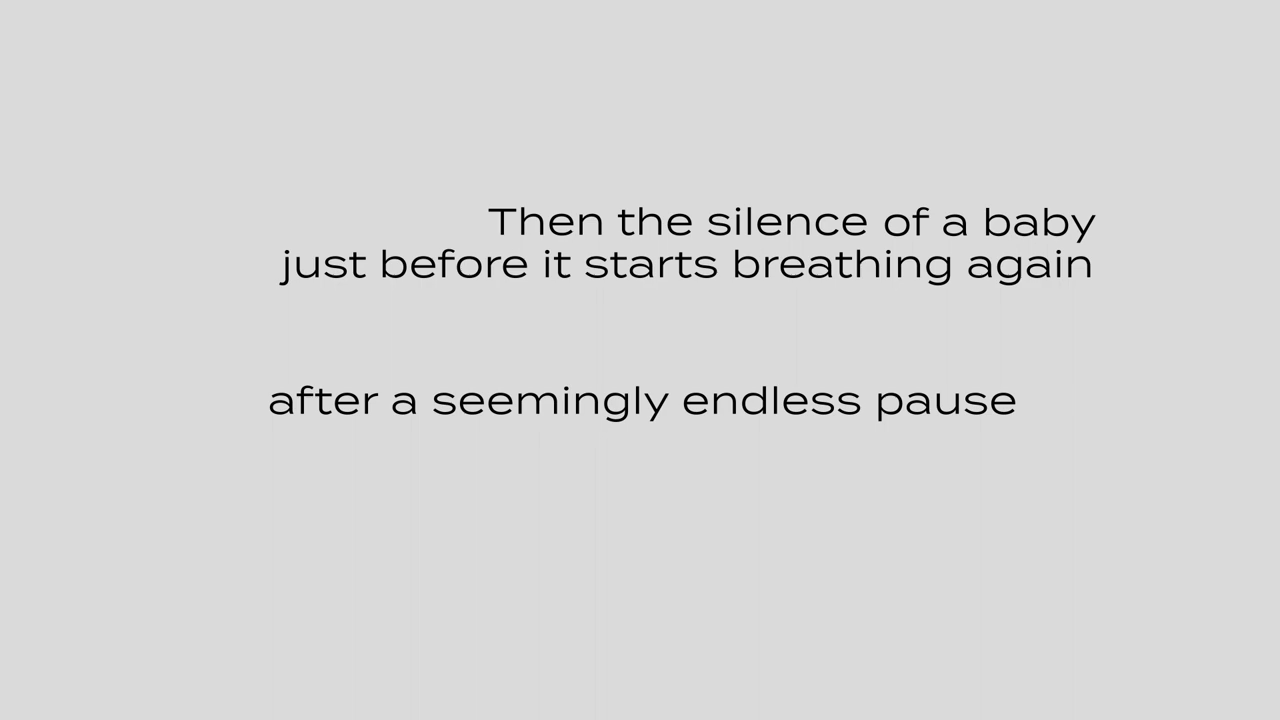 Then the silence of a baby
just before it starts breathing again
after a seemingly endless pause